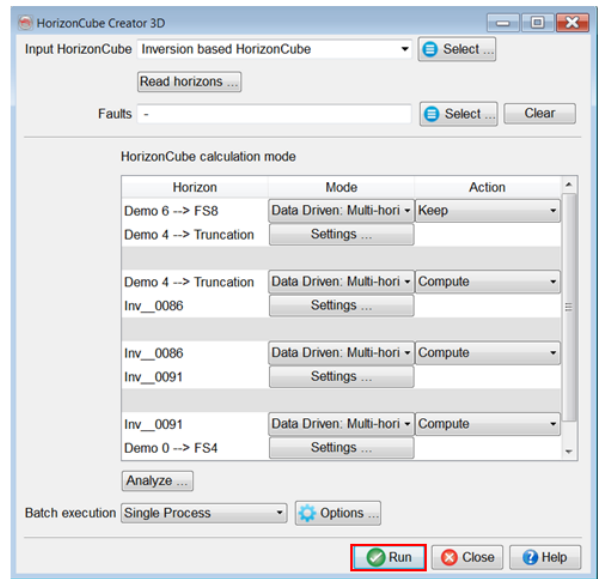 HorizonCube Creator 3D
Input HorizonCube Inversion based HorizonCube Select ...
Read horizons ...
Faults - Select ... Clear
HorizonCube calculation mode
Horizon Mode Action
Demo 6 --> FS8 Data Driven: Multi-hori Keep
Demo 4 --> Truncation Settings ...
Demo 4 --> Truncation Data Driven: Multi-hori Compute
Inv__0086 Settings ...
Inv__0086 Data Driven: Multi-hori Compute
Inv__0091 Settings ...
Inv__0091 Data Driven: Multi-hori Compute
Demo 0 --> FS4 Settings ...
Analyze ...
Batch execution Single Process Options ...
Run Close Help